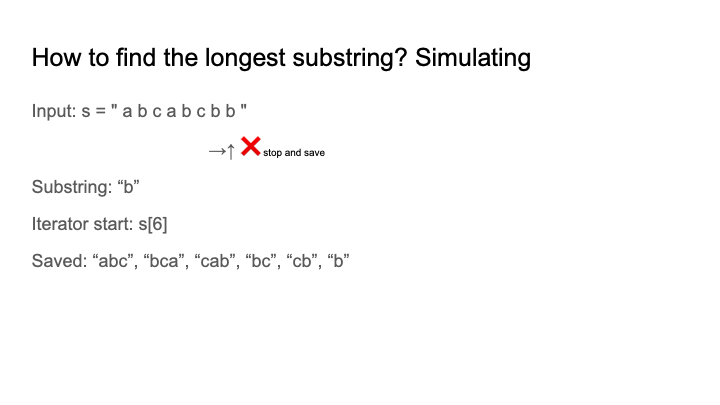 How to find the longest substring? Simulating
Input: s = " a b c a b c b b "
→↑ ❌ stop and save
Substring: “b”
Iterator start: s[6]
Saved: “abc”, “bca”, “cab”, “bc”, “cb”, “b”